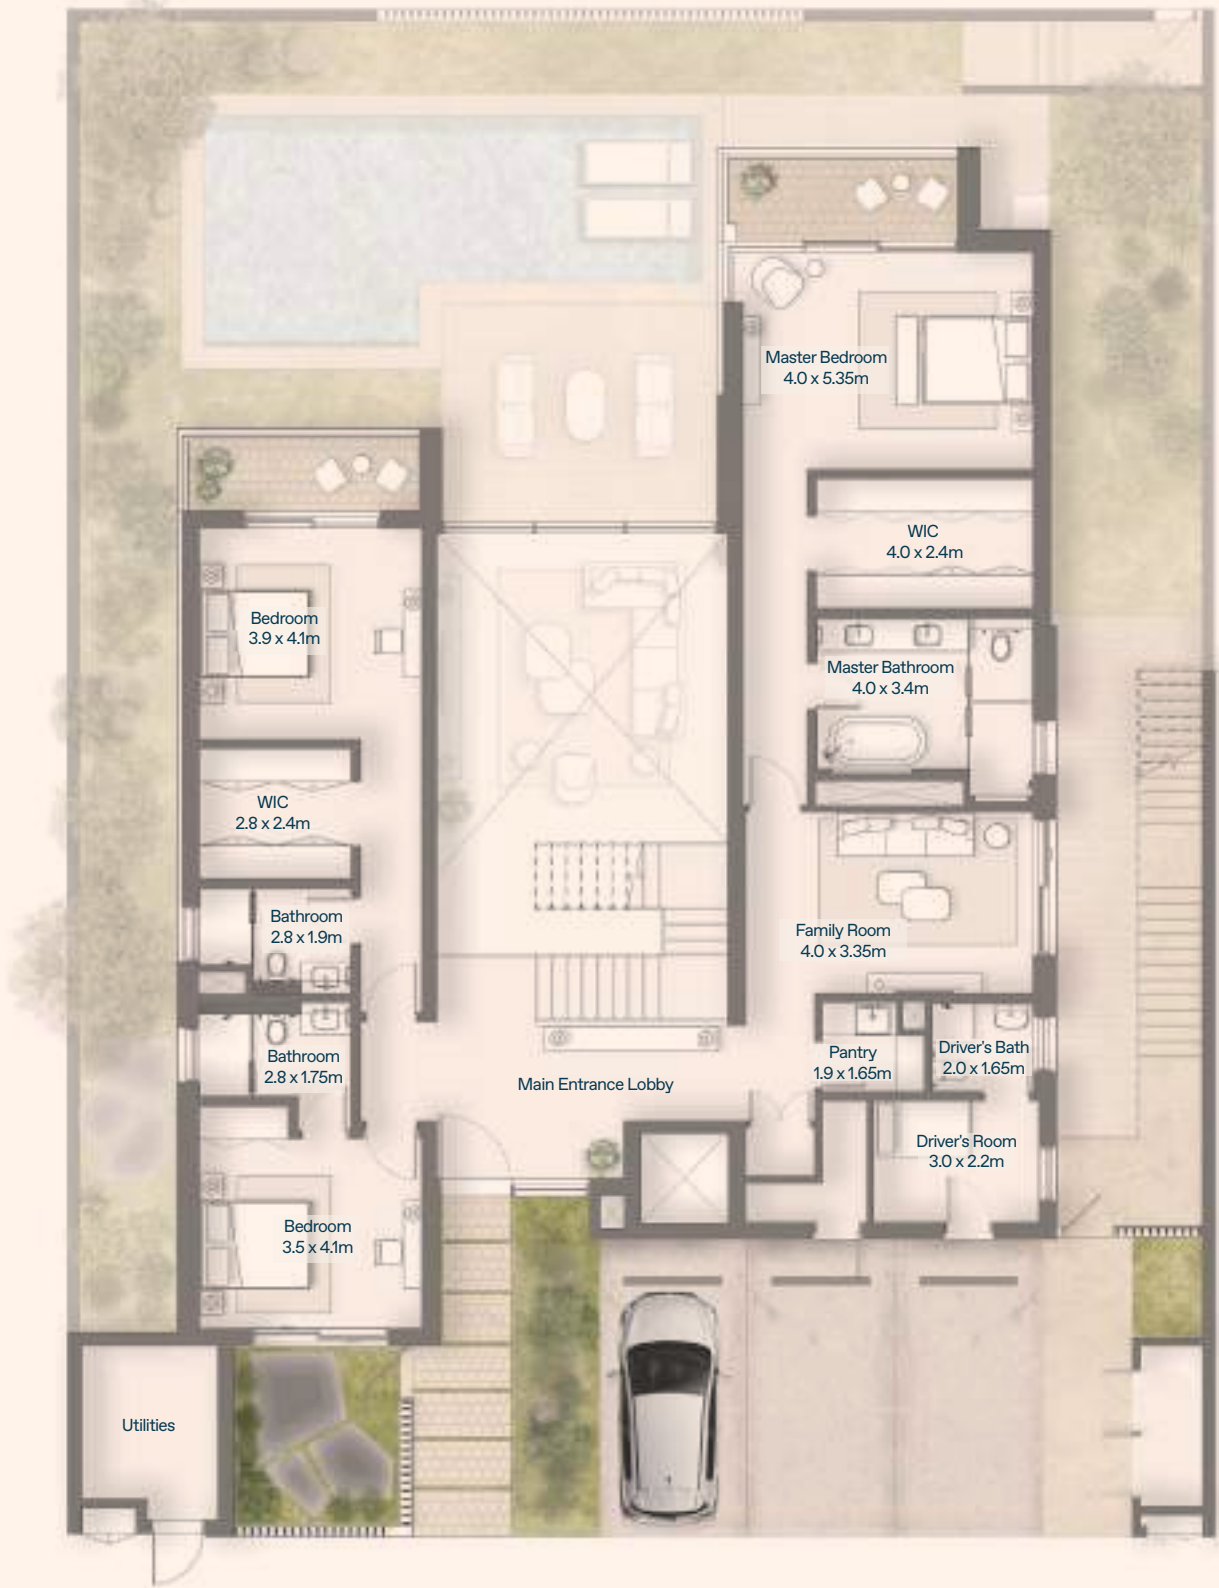 Master Bedroom
4.0 x 5.35m
WIC
4.0 x 2.4m
Bedroom
3.9 x 4.1m
Master Bathroom
4.0 x 3.4m
WIC
2.8 x 2.4m
Bathroom
2.8 x 1.9m
Family Room
4.0 x 3.35m
Bathroom
2.8 x 1.75m
Main Entrance Lobby
Pantry
1.9 x 1.65m
Driver's Bath
2.0 x 1.65m
Driver's Room
3.0 x 2.2m
Bedroom
3.5 x 4.1m
Utilities